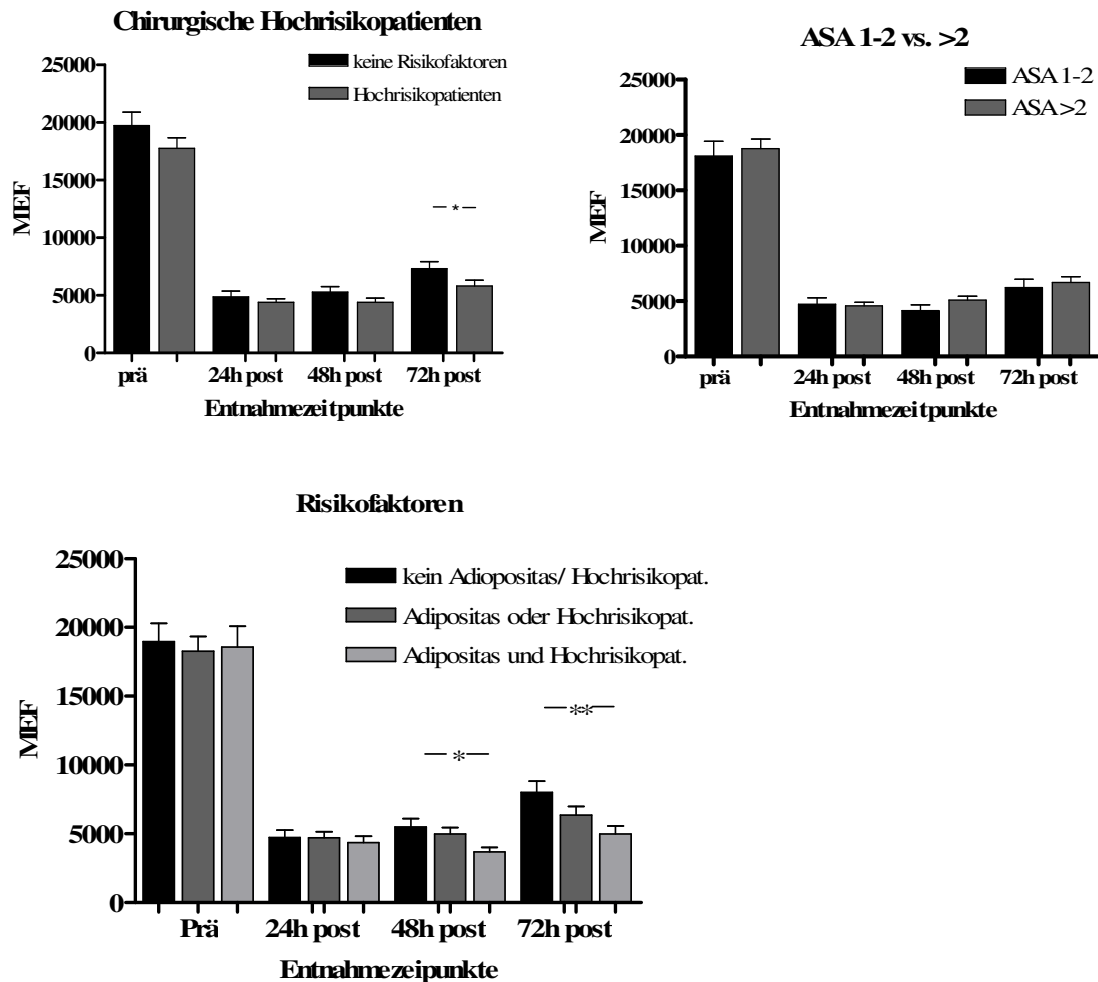 Chirurgische Hochrisikopatienten
keine Risikofaktoren
Hochrisikopatienten
25000
20000
15000
10000
5000
0
MEF
*
prä
24h post
48h post
72h post
Entnahmezeitpunkte
ASA 1-2 vs. >2
ASA 1-2
ASA >2
25000
20000
15000
10000
5000
0
MEF
prä
24h post
48h post
72h post
Entnahmezeitpunkte
Risikofaktoren
kein Adiopositas/ Hochrisikopat.
Adipositas oder Hochrisikopat.
Adipositas und Hochrisikopat.
25000
20000
15000
10000
5000
0
MEF
*
**
Prä
24h post
48h post
72h post
Entnahmezeipunkte